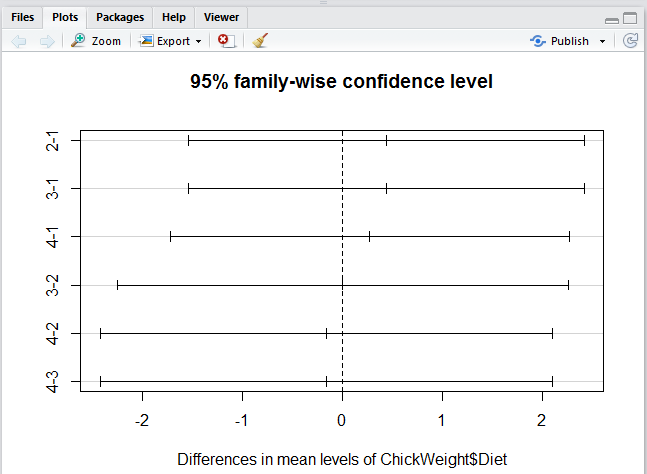 Files Plots Packages Help Viewer
Zoom Export Publish
95% family-wise confidence level
2-1
3-1
4-1
3-2
4-2
4-3
-2 -1 0 1 2
Differences in mean levels of ChickWeight$Diet